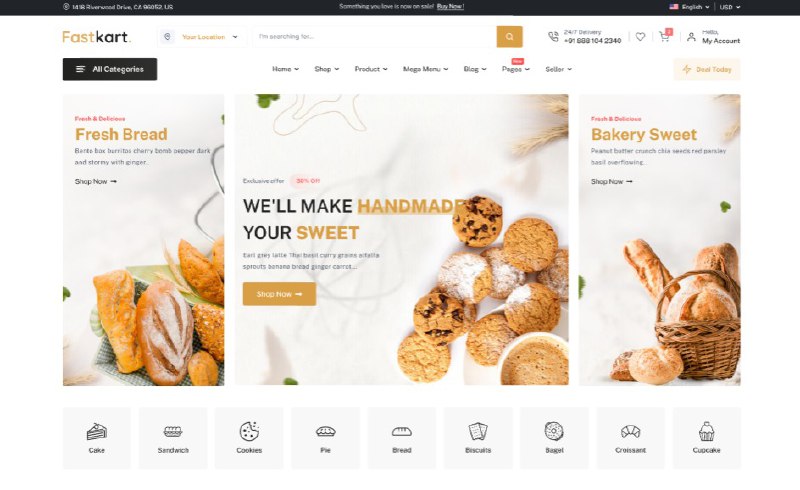 1418 Riverwood Drive, CA 96052, US
Something you love is now on sale! Buy Now!
English
USD
Fastkart.
Your Location
I'm searching for...
24/7 Delivery
+91 888 104 2340
2
Hello,
My Account
All Categories
Home
Shop
Product
Mega Menu
Blog
Pages
New
Seller
Deal Today
Fresh & Delicious
Fresh Bread
Bento box burritos cherry bomb pepper dark
and stormy with ginger..
Shop Now
Exclusive offer
30% Off
WE'LL MAKE HANDMADE
YOUR SWEET
Earl grey latte Thai basil curry grains alfalfa
sprouts banana bread ginger carrot...
Shop Now
Fresh & Delicious
Bakery Sweet
Peanut butter crunch chia seeds red parsley
basil overflowing...
Shop Now
Cake
Sandwich
Cookies
Pie
Bread
Biscuits
Bagel
Croissant
Cupcake